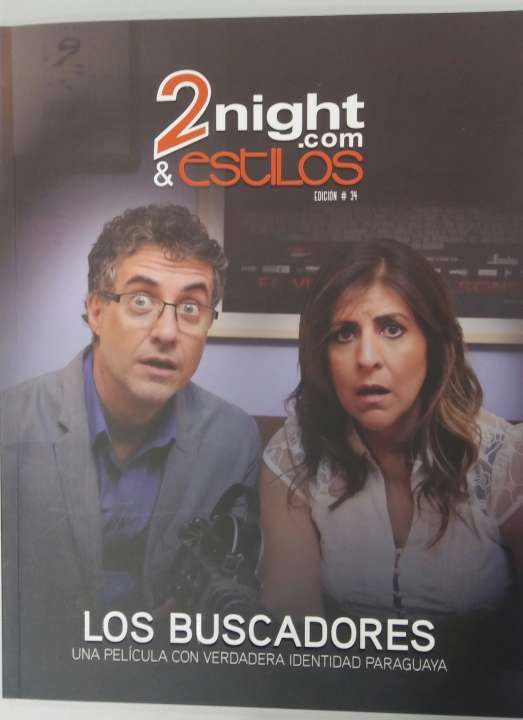 2night
.com
& estilos
EDICIÓN # 34
LOS BUSCADORES
UNA PELÍCULA CON VERDADERA IDENTIDAD PARAGUAYA